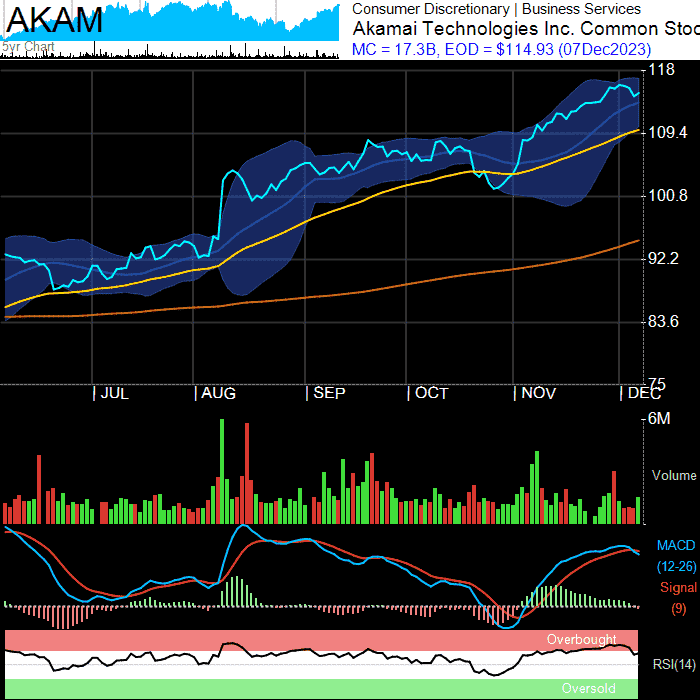 AKAM
5yr Chart
Consumer Discretionary | Business Services
Akamai Technologies Inc. Common Stoc
MC = 17.3B, EOD = $114.93 (07Dec2023)
118
109.4
100.8
92.2
83.6
75
| JUL | AUG | SEP | OCT | NOV | DEC
6M
Volume
MACD
(12-26)
Signal
(9)
Overbought
RSI(14)
Oversold